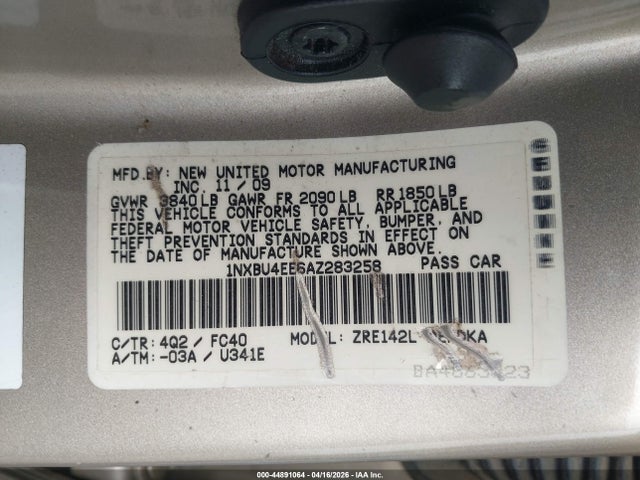 MFD.BY: NEW UNITED MOTOR MANUFACTURING
INC. 11 / 09
GVWR 3840 LB GAWR FR 2090 LB RR 1850 LB
THIS VEHICLE CONFORMS TO ALL APPLICABLE
FEDERAL MOTOR VEHICLE SAFETY, BUMPER, AND
THEFT PREVENTION STANDARDS IN EFFECT ON
THE DATE OF MANUFACTURE SHOWN ABOVE.
1NXBU4EE6AZ283258 PASS CAR
C/TR: 4Q2 / FC40 MODEL: ZRE142L
A/TM: -03A / U341E
000-44891064 | 04/16/2026 | IAA Inc.